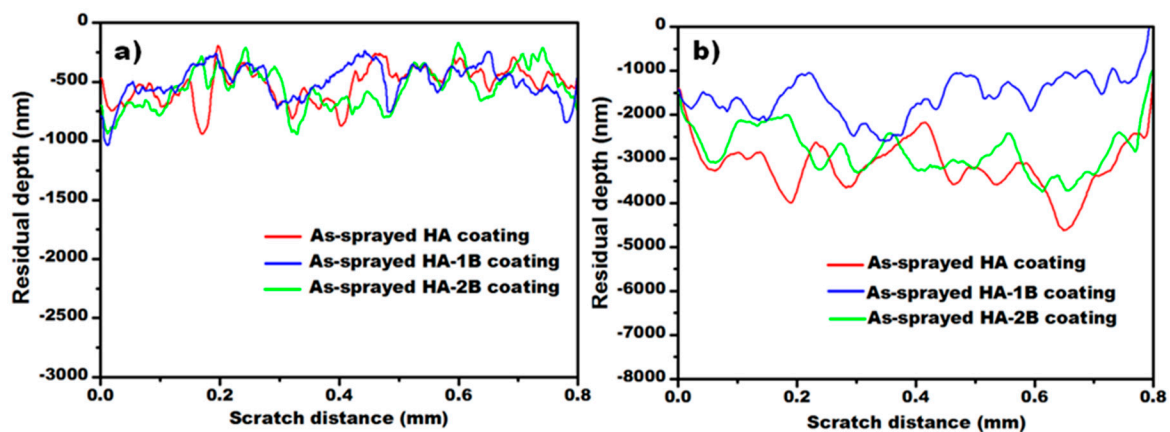 a)
0
-500
-1000
-1500
-2000
-2500
-3000
Residual depth (nm)
As-sprayed HA coating
As-sprayed HA-1B coating
As-sprayed HA-2B coating
0.0 0.2 0.4 0.6 0.8
Scratch distance (mm)
b)
0
-1000
-2000
-3000
-4000
-5000
-6000
-7000
-8000
Residual depth (nm)
As-sprayed HA coating
As-sprayed HA-1B coating
As-sprayed HA-2B coating
0.0 0.2 0.4 0.6 0.8
Scratch distance (mm)